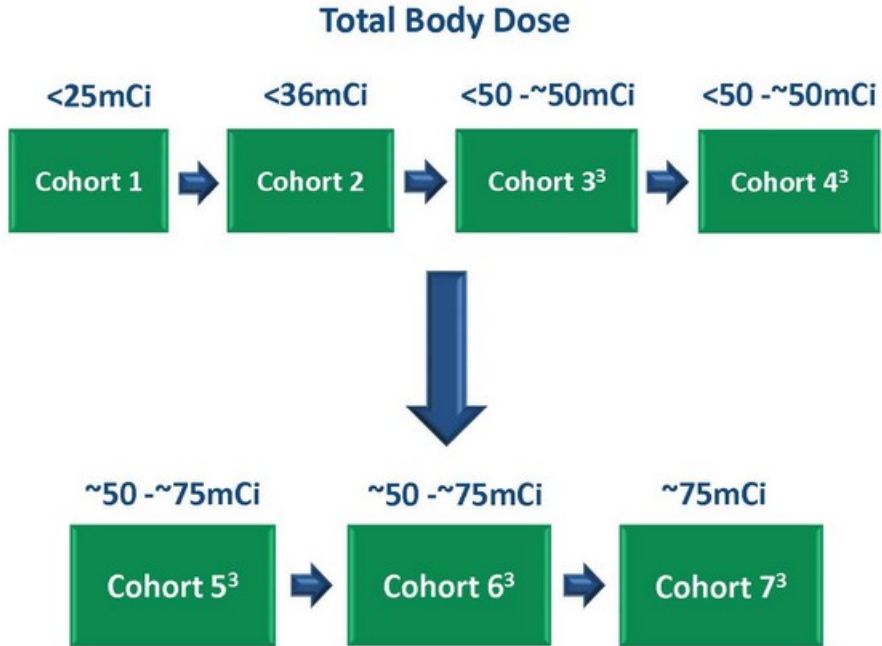 Total Body Dose
<25mCi <36mCi <50 -~50mCi <50 -~50mCi
Cohort 1 Cohort 2 Cohort 3³ Cohort 4³
~50 -~75mCi ~50 -~75mCi ~75mCi
Cohort 5³ Cohort 6³ Cohort 7³